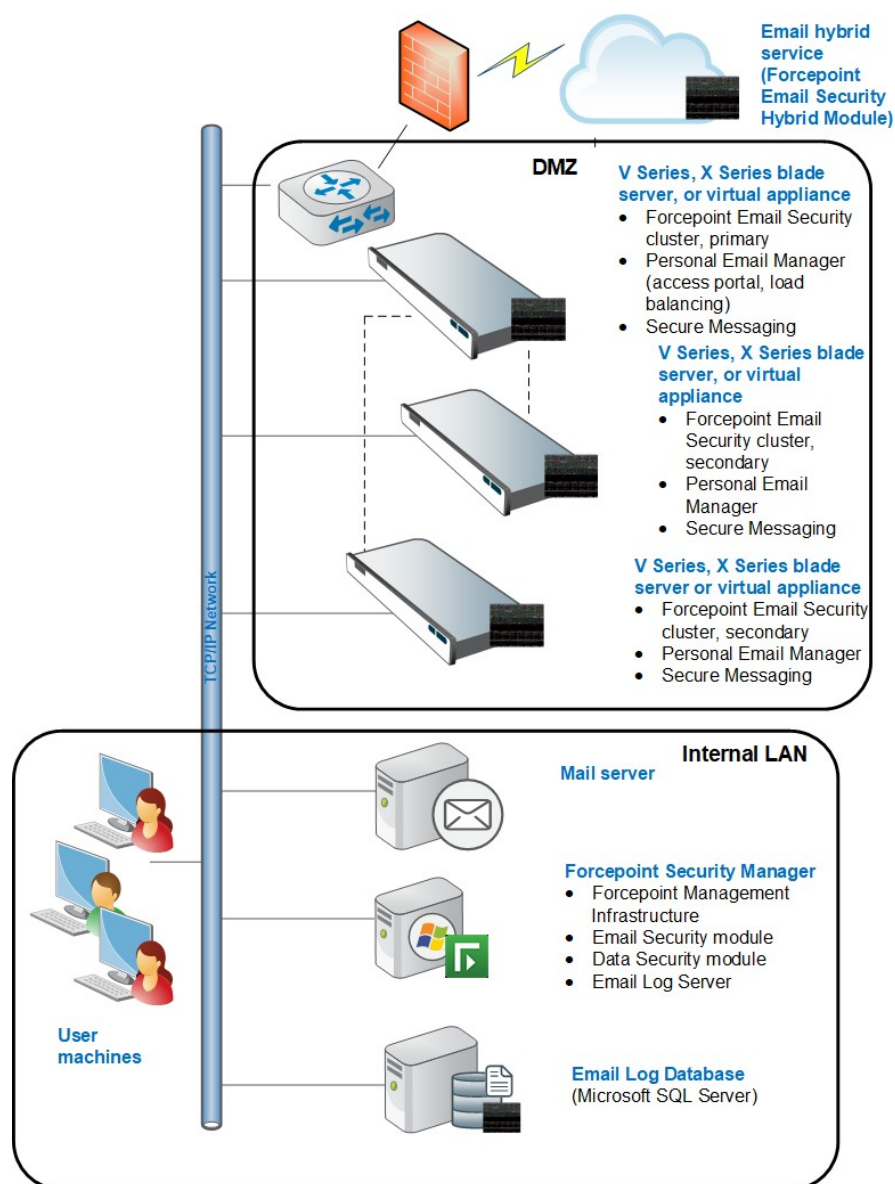 Email hybrid
service
(Forcepoint
Email Security
Hybrid Module)
DMZ
V Series, X Series blade
server, or virtual appliance
• Forcepoint Email Security
cluster, primary
• Personal Email Manager
(access portal, load
balancing)
• Secure Messaging
V Series, X Series blade
server, or virtual
appliance
• Forcepoint Email
Security cluster,
secondary
• Personal Email
Manager
• Secure Messaging
V Series, X Series blade
server or virtual appliance
• Forcepoint Email Security
cluster, secondary
• Personal Email Manager
• Secure Messaging
TCP/IP Network
Internal LAN
Mail server
Forcepoint Security Manager
• Forcepoint Management
Infrastructure
• Email Security module
• Data Security module
• Email Log Server
User
machines
Email Log Database
(Microsoft SQL Server)